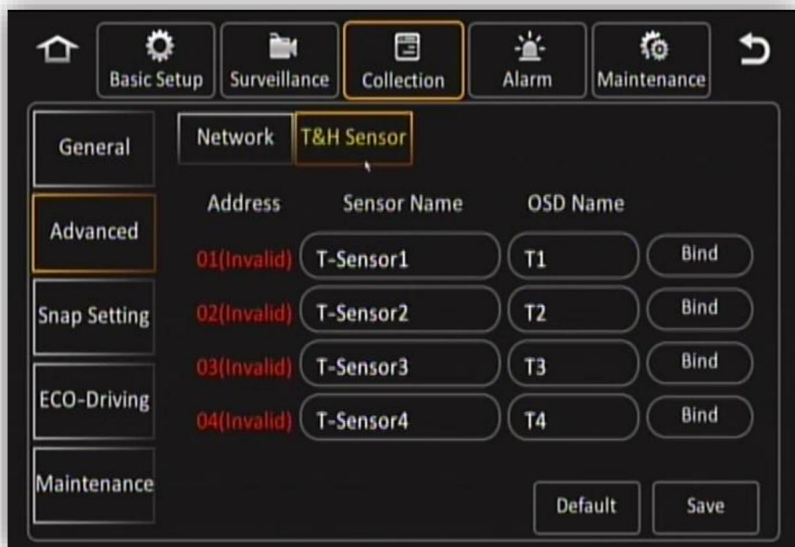 Basic Setup Surveillance Collection Alarm Maintenance
General
Network T&H Sensor
Address Sensor Name OSD Name
Advanced
01(Invalid) T-Sensor1 T1 Bind
Snap Setting
02(Invalid) T-Sensor2 T2 Bind
03(Invalid) T-Sensor3 T3 Bind
ECO-Driving
04(Invalid) T-Sensor4 T4 Bind
Maintenance
Default Save